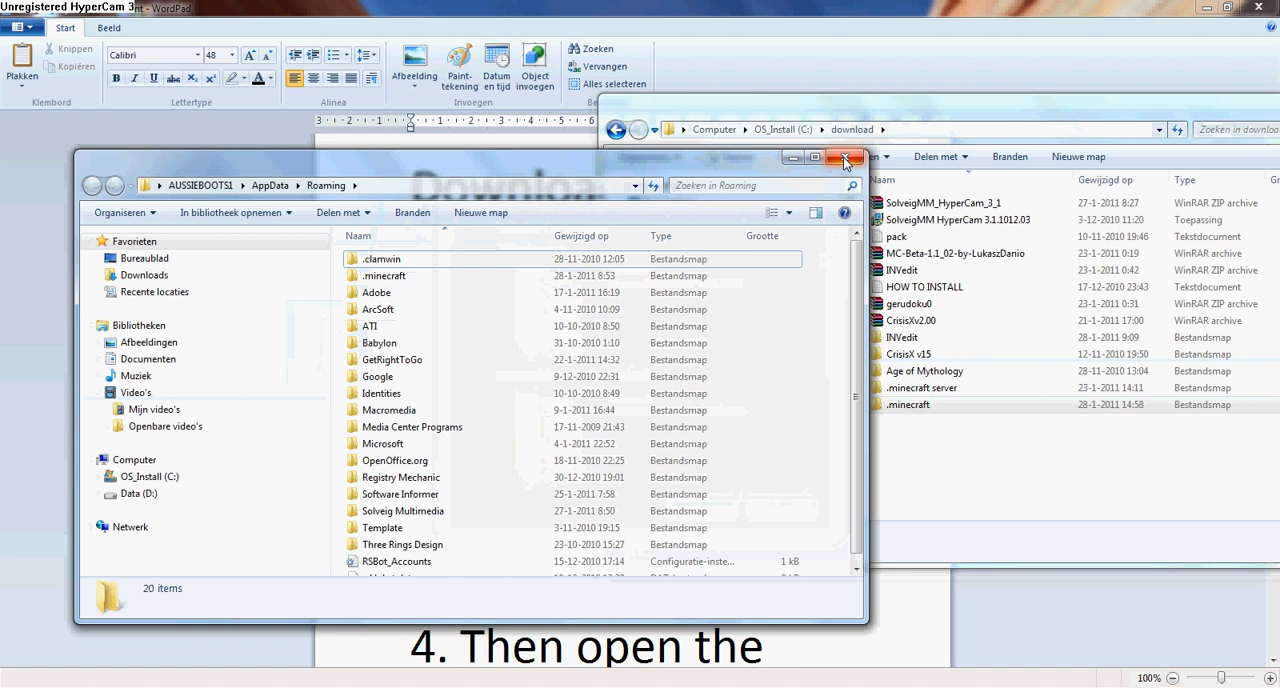 Unregistered HyperCam 3nt - WordPad
Start Beeld
Plakken Knippen Kopiëren
Calibri 48
B I U abc X₂ X² A
Afbeelding Paint-tekening Datum en tijd Object invoegen
Zoeken
Vervangen
Alles selecteren
Klembord Lettertype Alinea Invoegen Be
3 2 1 1 2 3 4 5 6
Computer OS_Install (C:) download Zoeken in downloa
en Delen met Branden Nieuwe map
Naam Gewijzigd op Type Gr
SolveigMM_HyperCam_3_1 27-1-2011 8:27 WinRAR ZIP archive
SolveigMM HyperCam 3.1.1012.03 3-12-2010 11:20 Toepassing
pack 10-11-2010 19:46 Tekstdocument
MC-Beta-1.1_02-by-LukaszDanio 23-1-2011 0:19 WinRAR archive
INVedit 23-1-2011 0:42 WinRAR ZIP archive
HOW TO INSTALL 17-12-2010 23:43 Tekstdocument
gerudoku0 23-1-2011 0:31 WinRAR ZIP archive
CrisisXv2.00 21-1-2011 17:00 WinRAR archive
INVedit 28-1-2011 9:09 Bestandsmap
CrisisX v15 12-11-2010 19:50 Bestandsmap
Age of Mythology 28-11-2010 13:04 Bestandsmap
.minecraft server 23-1-2011 14:11 Bestandsmap
.minecraft 28-1-2011 14:58 Bestandsmap
Downloa
AUSSIEBOOTS1 AppData Roaming Zoeken in Roaming
Organiseren In bibliotheek opnemen Delen met Branden Nieuwe map
Favorieten
Bureaublad
Downloads
Recente locaties
Bibliotheken
Afbeeldingen
Documenten
Muziek
Video's
Mijn video's
Openbare video's
Computer
OS_Install (C:)
Data (D:)
Netwerk
Naam Gewijzigd op Type Grootte
.clamwin 28-11-2010 12:05 Bestandsmap
.minecraft 28-1-2011 8:53 Bestandsmap
Adobe 17-1-2011 16:19 Bestandsmap
ArcSoft 4-11-2010 10:09 Bestandsmap
ATI 10-10-2010 8:50 Bestandsmap
Babylon 31-10-2010 1:10 Bestandsmap
GetRightToGo 22-1-2011 14:32 Bestandsmap
Google 9-12-2010 22:31 Bestandsmap
Identities 10-10-2010 8:49 Bestandsmap
Macromedia 9-1-2011 16:44 Bestandsmap
Media Center Programs 17-11-2009 21:43 Bestandsmap
Microsoft 4-1-2011 22:52 Bestandsmap
OpenOffice.org 18-11-2010 22:25 Bestandsmap
Registry Mechanic 30-12-2010 19:01 Bestandsmap
Software Informer 25-1-2011 7:58 Bestandsmap
Solveig Multimedia 27-1-2011 8:50 Bestandsmap
Template 3-11-2010 19:15 Bestandsmap
Three Rings Design 23-10-2010 15:27 Bestandsmap
RSBot_Accounts 15-12-2010 17:14 Configuratie-inste... 1 kB
20 items
4. Then open the
100%